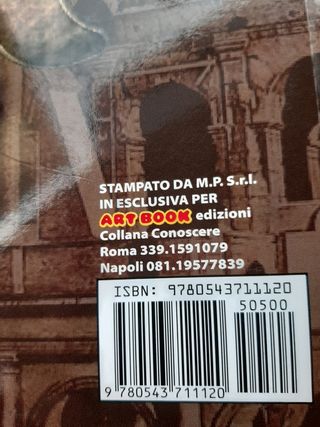 STAMPATO DA M.P. S.r.l.
IN ESCLUSIVA PER
ART BOOK edizioni
Collana Conoscere
Roma 339.1591079
Napoli 081.19577839
ISBN: 9780543711120
50500
9 780543 711120